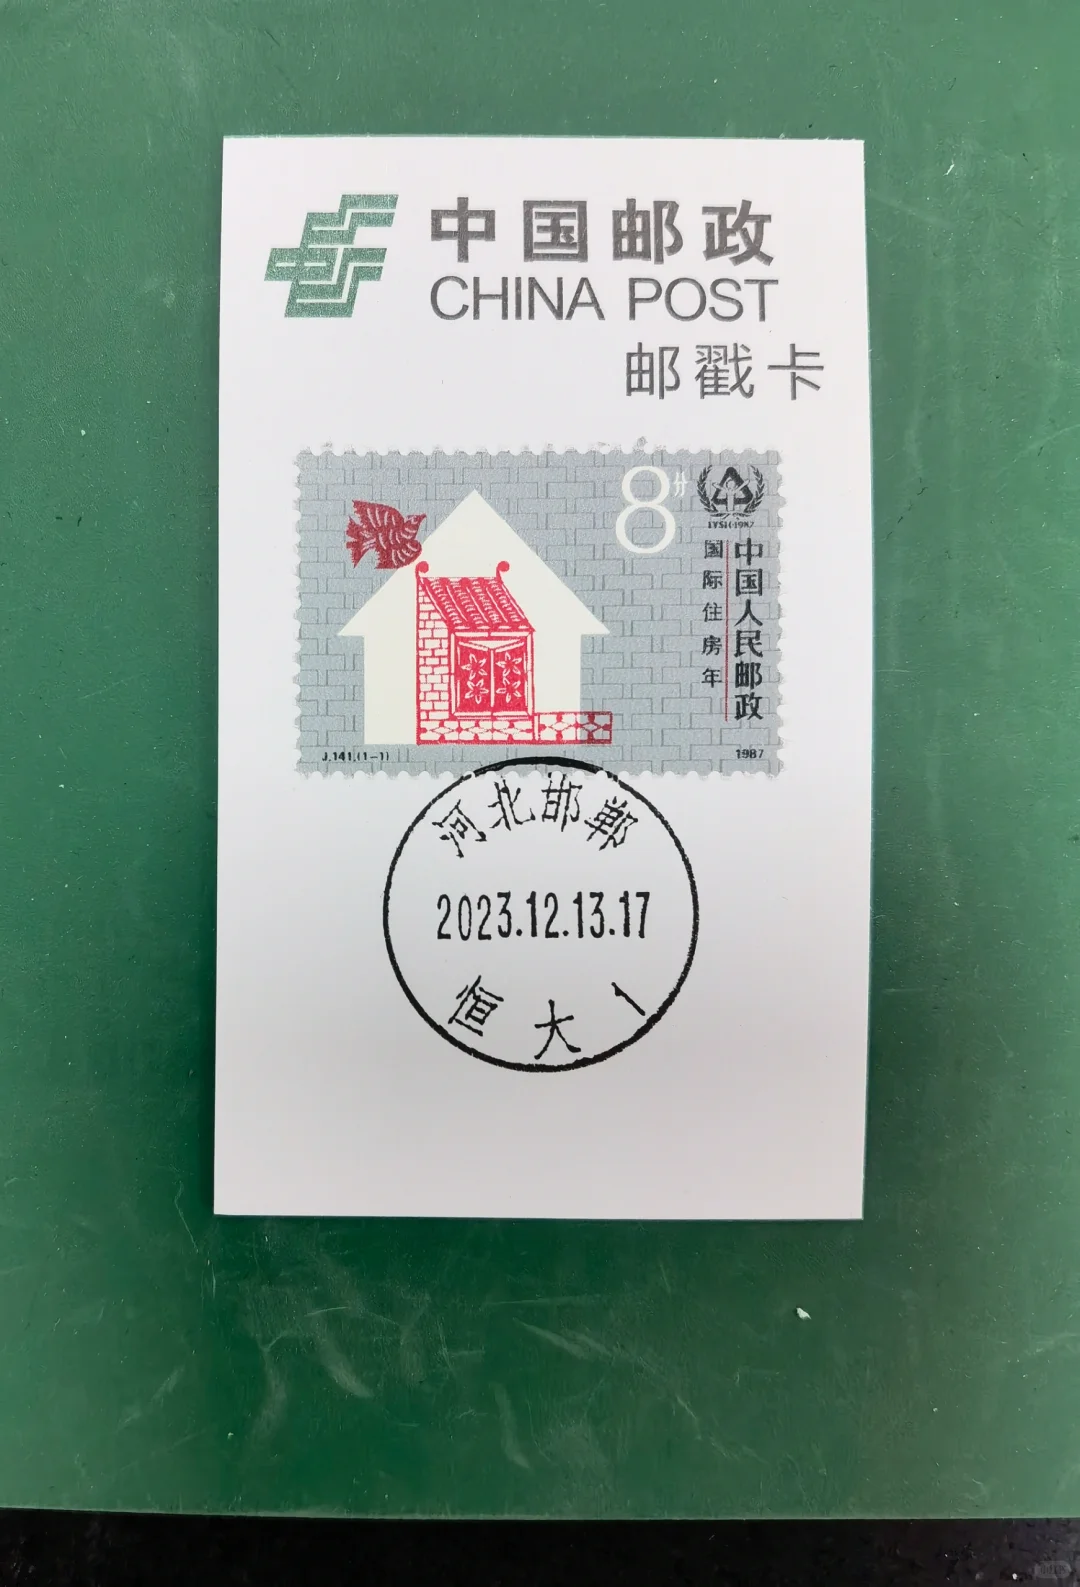 中国邮政
CHINA POST
邮戳卡
8分
IYSH·1987
中国人民邮政
国际住房年
J.141.(1-1)
1987
河北邯郸
2023.12.13.17
恒大1